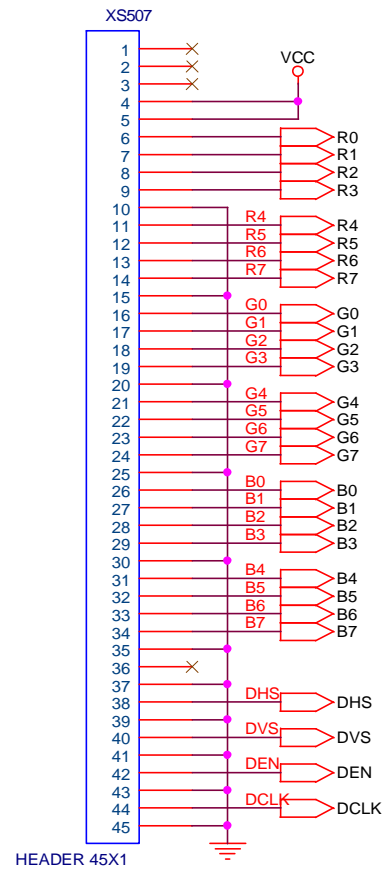 XS507
1
2
3
VCC
4
5
6 R0
7 R1
8 R2
9 R3
10
11 R4 R4
12 R5 R5
13 R6 R6
14 R7 R7
15
16 G0 G0
17 G1 G1
18 G2 G2
19 G3 G3
20
21 G4 G4
22 G5 G5
23 G6 G6
24 G7 G7
25
26 B0 B0
27 B1 B1
28 B2 B2
29 B3 B3
30
31 B4 B4
32 B5 B5
33 B6 B6
34 B7 B7
35
36
37
38 DHS DHS
39
40 DVS DVS
41
42 DEN DEN
43
44 DCLK DCLK
45
HEADER 45X1